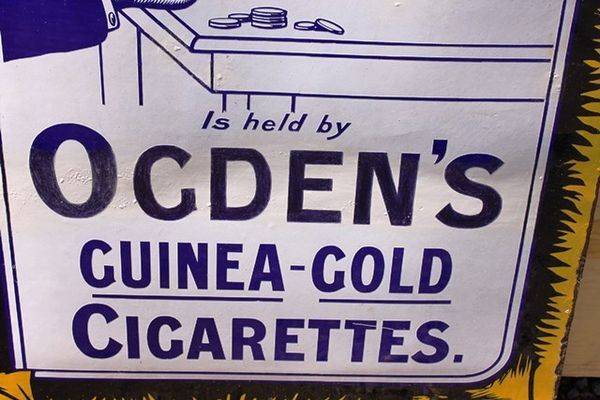 Is held by
OGDEN'S
GUINEA-GOLD
CIGARETTES.